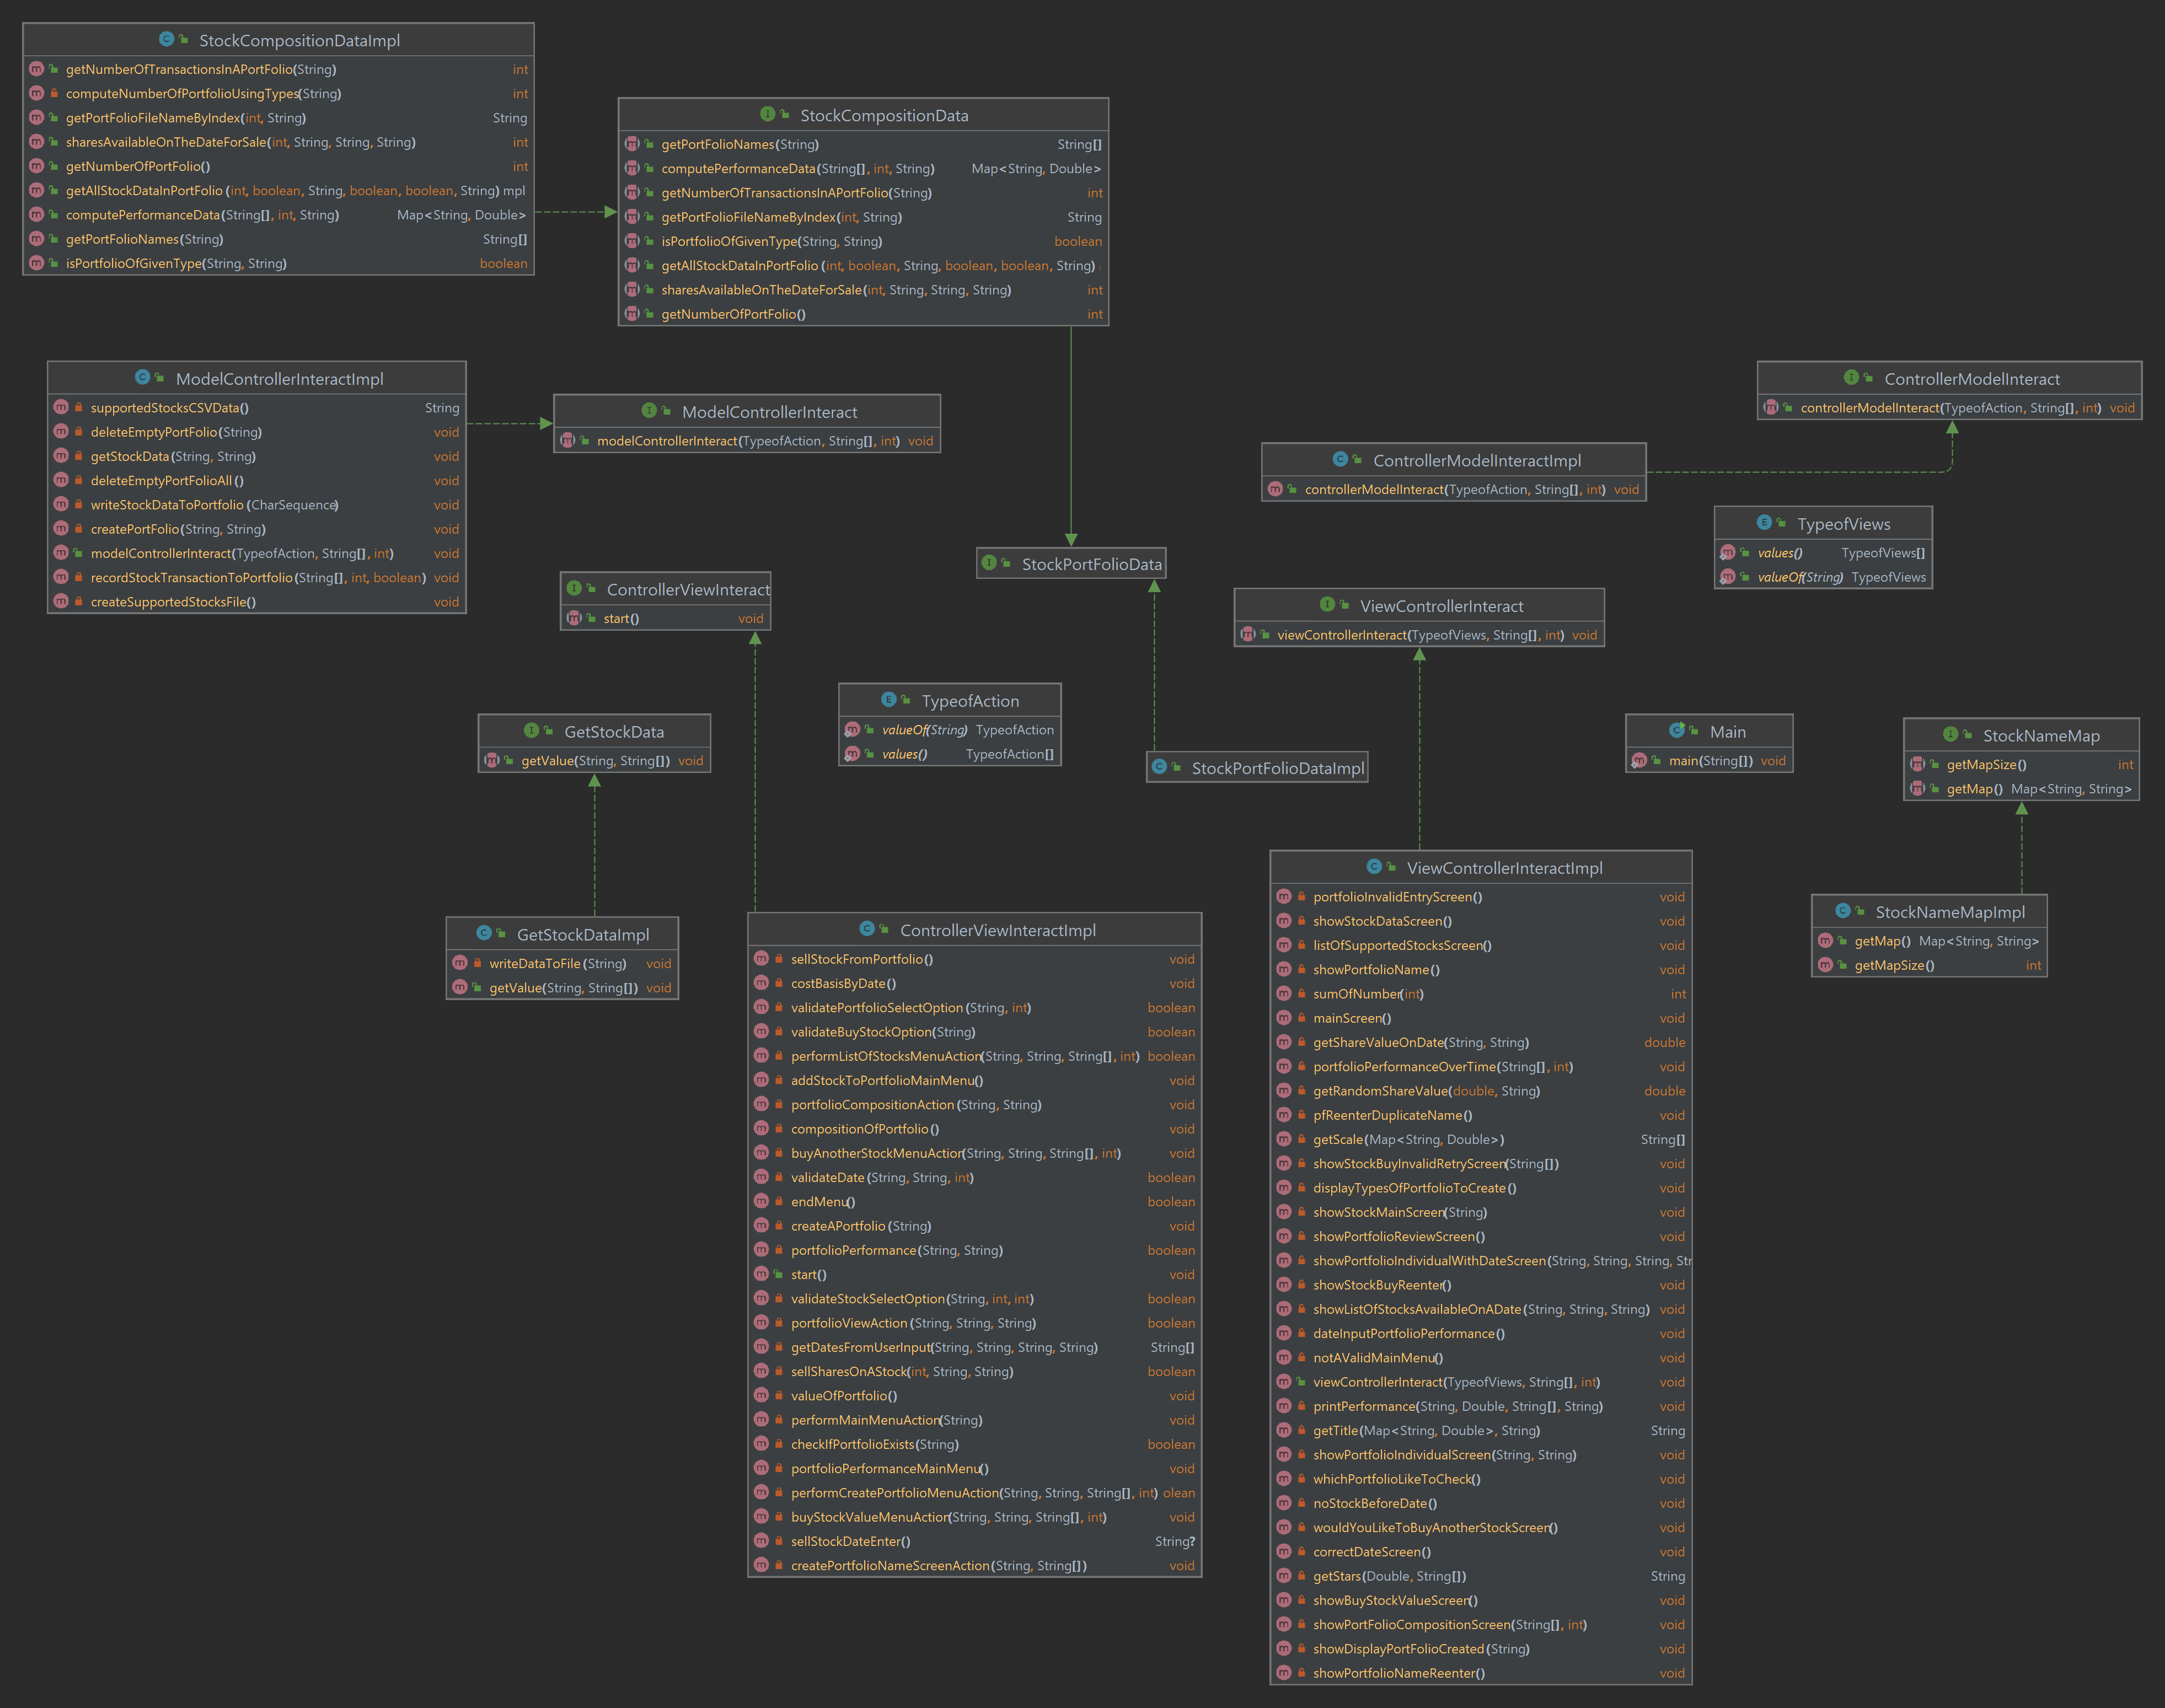 StockCompositionDataImpl
getNumberOfTransactionsInAPortFolio(String) int
computeNumberOfPortfolioUsingTypes(String) int
getPortFolioFileNameByIndex(int, String) String
sharesAvailableOnTheDateForSale(int, String, String, String) int
getNumberOfPortFolio() int
getAllStockDataInPortFolio(int, boolean, String, boolean, boolean, String) mpl
computePerformanceData(String[], int, String) Map<String, Double>
getPortFolioNames(String) String[]
isPortfolioOfGivenType(String, String) boolean
StockCompositionData
getPortFolioNames(String) String[]
computePerformanceData(String[], int, String) Map<String, Double>
getNumberOfTransactionsInAPortFolio(String) int
getPortFolioFileNameByIndex(int, String) String
isPortfolioOfGivenType(String, String) boolean
getAllStockDataInPortFolio(int, boolean, String, boolean, boolean, String)
sharesAvailableOnTheDateForSale(int, String, String, String) int
getNumberOfPortFolio() int
ModelControllerInteractImpl
supportedStocksCSVData() String
deleteEmptyPortFolio(String) void
getStockData(String, String) void
deleteEmptyPortFolioAll() void
writeStockDataToPortfolio(CharSequence) void
createPortFolio(String, String) void
modelControllerInteract(TypeofAction, String[], int) void
recordStockTransactionToPortfolio(String[], int, boolean) void
createSupportedStocksFile() void
ModelControllerInteract
modelControllerInteract(TypeofAction, String[], int) void
ControllerModelInteract
controllerModelInteract(TypeofAction, String[], int) void
ControllerModelInteractImpl
controllerModelInteract(TypeofAction, String[], int) void
TypeofViews
values() TypeofViews[]
valueOf(String) TypeofViews
StockPortFolioData
ControllerViewInteract
start() void
ViewControllerInteract
viewControllerInteract(TypeofViews, String[], int) void
TypeofAction
valueOf(String) TypeofAction
values() TypeofAction[]
GetStockData
getValue(String, String[]) void
StockPortFolioDataImpl
Main
main(String[]) void
StockNameMap
getMapSize() int
getMap() Map<String, String>
GetStockDataImpl
writeDataToFile(String) void
getValue(String, String[]) void
ControllerViewInteractImpl
sellStockFromPortfolio() void
costBasisByDate() void
validatePortfolioSelectOption(String, int) boolean
validateBuyStockOption(String) boolean
performListOfStocksMenuAction(String, String, String[], int) boolean
addStockToPortfolioMainMenu() void
portfolioCompositionAction(String, String) void
compositionOfPortfolio() void
buyAnotherStockMenuAction(String, String, String[], int) void
validateDate(String, String, int) boolean
endMenu() boolean
createAPortfolio(String) void
portfolioPerformance(String, String) boolean
start() void
validateStockSelectOption(String, int, int) boolean
portfolioViewAction(String, String, String) boolean
getDatesFromUserInput(String, String, String, String) String[]
sellSharesOnAStock(int, String, String) boolean
valueOfPortfolio() void
performMainMenuAction(String) void
checkIfPortfolioExists(String) boolean
portfolioPerformanceMainMenu() void
performCreatePortfolioMenuAction(String, String, String[], int) olean
buyStockValueMenuAction(String, String, String[], int) void
sellStockDateEnter() String?
createPortfolioNameScreenAction(String, String[]) void
ViewControllerInteractImpl
portfolioInvalidEntryScreen() void
showStockDataScreen() void
listOfSupportedStocksScreen() void
showPortfolioName() void
sumOfNumber(int) int
mainScreen() void
getShareValueOnDate(String, String) double
portfolioPerformanceOverTime(String[], int) void
getRandomShareValue(double, String) double
pfReenterDuplicateName() void
getScale(Map<String, Double>) String[]
showStockBuyInvalidRetryScreen(String[]) void
displayTypesOfPortfolioToCreate() void
showStockMainScreen(String) void
showPortfolioReviewScreen() void
showPortfolioIndividualWithDateScreen(String, String, String, Str
showStockBuyReenter() void
showListOfStocksAvailableOnADate(String, String, String) void
dateInputPortfolioPerformance() void
notAValidMainMenu() void
viewControllerInteract(TypeofViews, String[], int) void
printPerformance(String, Double, String[], String) void
getTitle(Map<String, Double>, String) String
showPortfolioIndividualScreen(String, String) void
whichPortfolioLikeToCheck() void
noStockBeforeDate() void
wouldYouLikeToBuyAnotherStockScreen() void
correctDateScreen() void
getStars(Double, String[]) String
showBuyStockValueScreen() void
showPortFolioCompositionScreen(String[], int) void
showDisplayPortFolioCreated(String) void
showPortfolioNameReenter() void
StockNameMapImpl
getMap() Map<String, String>
getMapSize() int